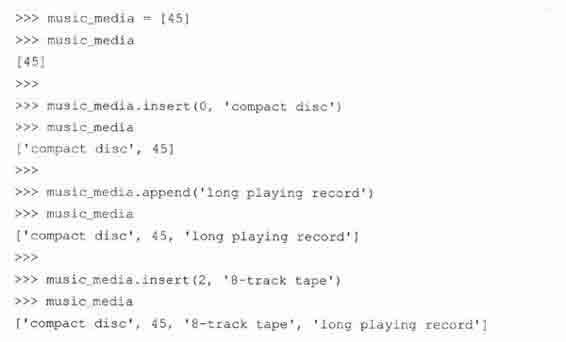 >>> music_media = [45]
>>> music_media
[45]
>>>
>>> music_media.insert(0, 'compact disc')
>>> music_media
['compact disc', 45]
>>>
>>> music_media.append('long playing record')
>>> music_media
['compact disc', 45, 'long playing record']
>>>
>>> music_media.insert(2, '8-track tape')
>>> music_media
['compact disc', 45, '8-track tape', 'long playing record']